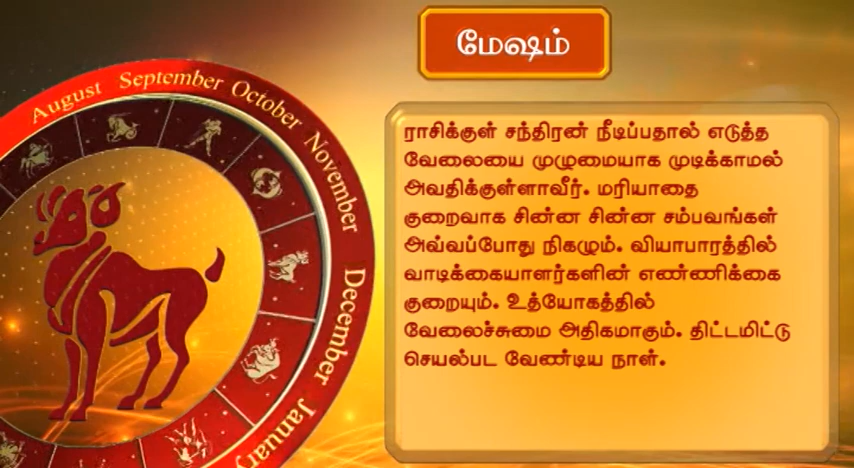 August September October November December January
மேஷம்
ராசிக்குள் சந்திரன் நீடிப்பதால் எடுத்த
வேலையை முழுமையாக முடிக்காமல்
அவதிக்குள்ளாவீர். மரியாதை
குறைவாக சின்ன சின்ன சம்பவங்கள்
அவ்வப்போது நிகழும். வியாபாரத்தில்
வாடிக்கையாளர்களின் எண்ணிக்கை
குறையும். உத்யோகத்தில்
வேலைச்சுமை அதிகமாகும். திட்டமிட்டு
செயல்பட வேண்டிய நாள்.